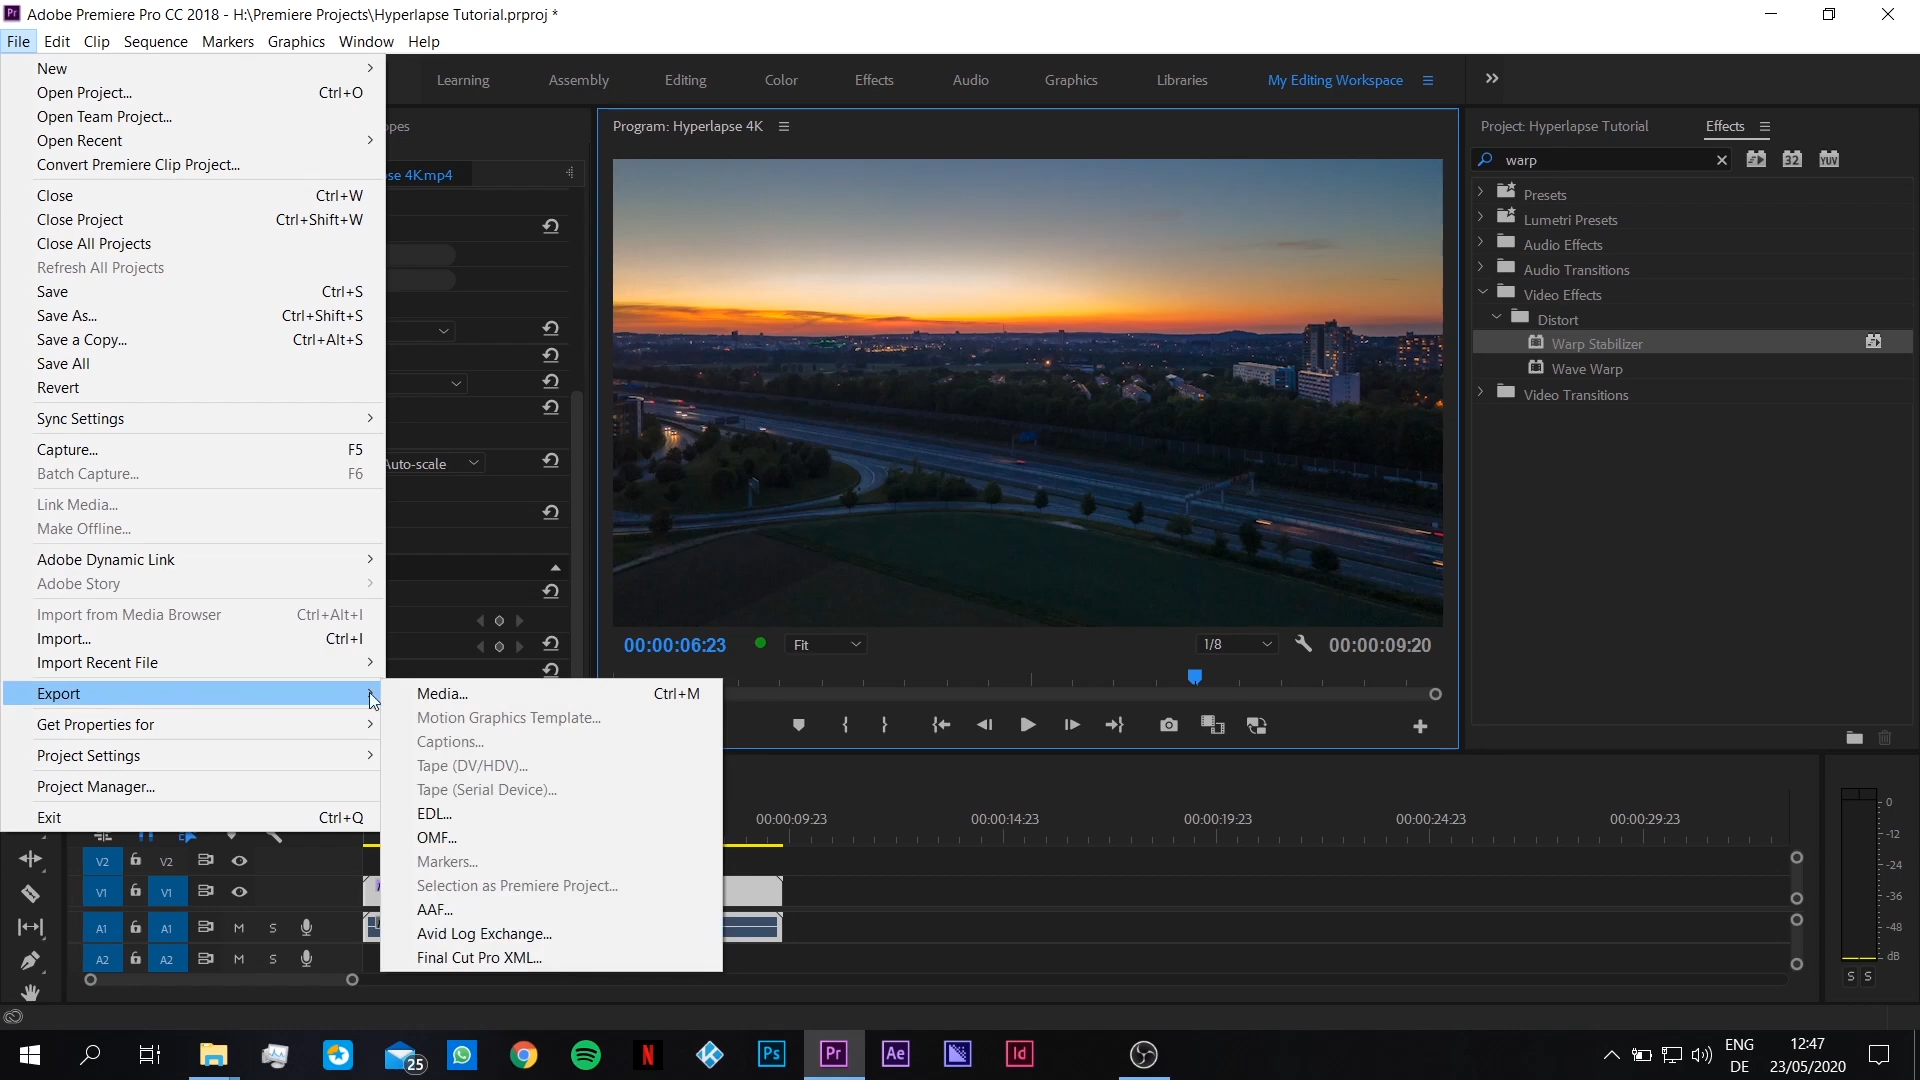 Adobe Premiere Pro CC 2018 - H:\Premiere Projects\Hyperlapse Tutorial.prproj *
File Edit Clip Sequence Markers Graphics Window Help
New
Open Project... Ctrl+O
Open Team Project...
Open Recent
Convert Premiere Clip Project...
Close Ctrl+W
Close Project Ctrl+Shift+W
Close All Projects
Refresh All Projects
Save Ctrl+S
Save As... Ctrl+Shift+S
Save a Copy... Ctrl+Alt+S
Save All
Revert
Sync Settings
Capture... F5
Batch Capture... F6
Link Media...
Make Offline...
Adobe Dynamic Link
Adobe Story
Import from Media Browser Ctrl+Alt+I
Import... Ctrl+I
Import Recent File
Export
Get Properties for
Project Settings
Project Manager...
Exit Ctrl+Q
Media... Ctrl+M
Motion Graphics Template...
Captions...
Tape (DV/HDV)...
Tape (Serial Device)...
EDL...
OMF...
Markers...
Selection as Premiere Project...
AAF...
Avid Log Exchange...
Final Cut Pro XML...
Learning Assembly Editing Color Effects Audio Graphics Libraries My Editing Workspace
opes
se 4K.mp4
Auto-scale
Program: Hyperlapse 4K
00:00:06:23 Fit 1/8 00:00:09:20
Project: Hyperlapse Tutorial Effects
warp 32 YUV
Presets
Lumetri Presets
Audio Effects
Audio Transitions
Video Effects
Distort
Warp Stabilizer
Wave Warp
Video Transitions
00:00:09:23 00:00:14:23 00:00:19:23 00:00:24:23 00:00:29:23
V2 V2
V1 V1
A1 A1 M S
A2 A2 M S
0
-12
-24
-36
-48
dB
S S
25 Ps Pr Ae Id
ENG
DE
12:47
23/05/2020